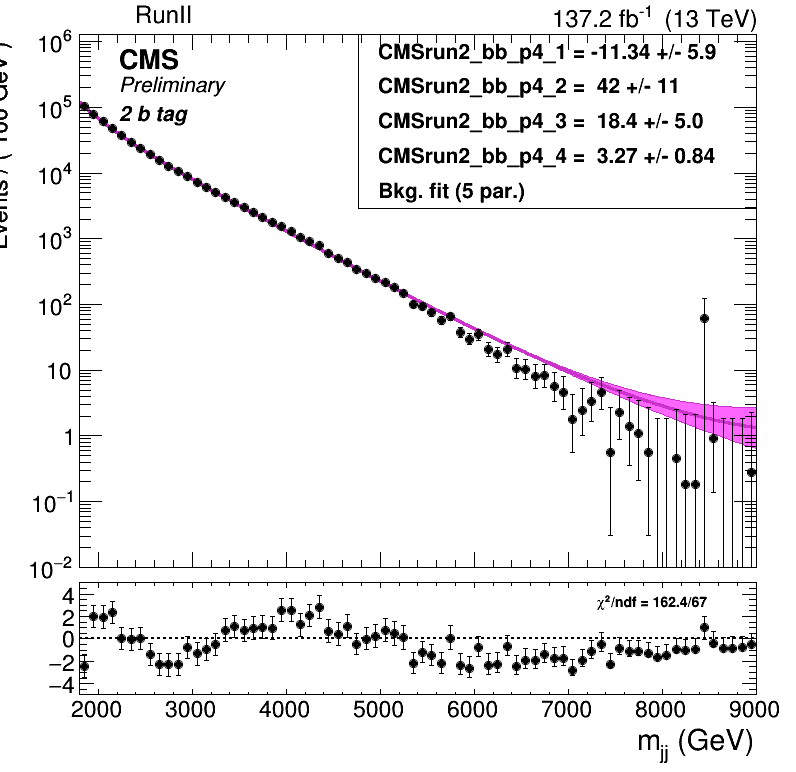 RunII
137.2 fb⁻¹ (13 TeV)
CMS
Preliminary
2 b tag
CMSrun2_bb_p4_1 = -11.34 +/- 5.9
CMSrun2_bb_p4_2 = 42 +/- 11
CMSrun2_bb_p4_3 = 18.4 +/- 5.0
CMSrun2_bb_p4_4 = 3.27 +/- 0.84
Bkg. fit (5 par.)
10⁶
10⁵
10⁴
10³
10²
10
1
10⁻¹
10⁻²
χ²/ndf = 162.4/67
4
2
0
−2
−4
2000 3000 4000 5000 6000 7000 8000 9000
m_jj (GeV)